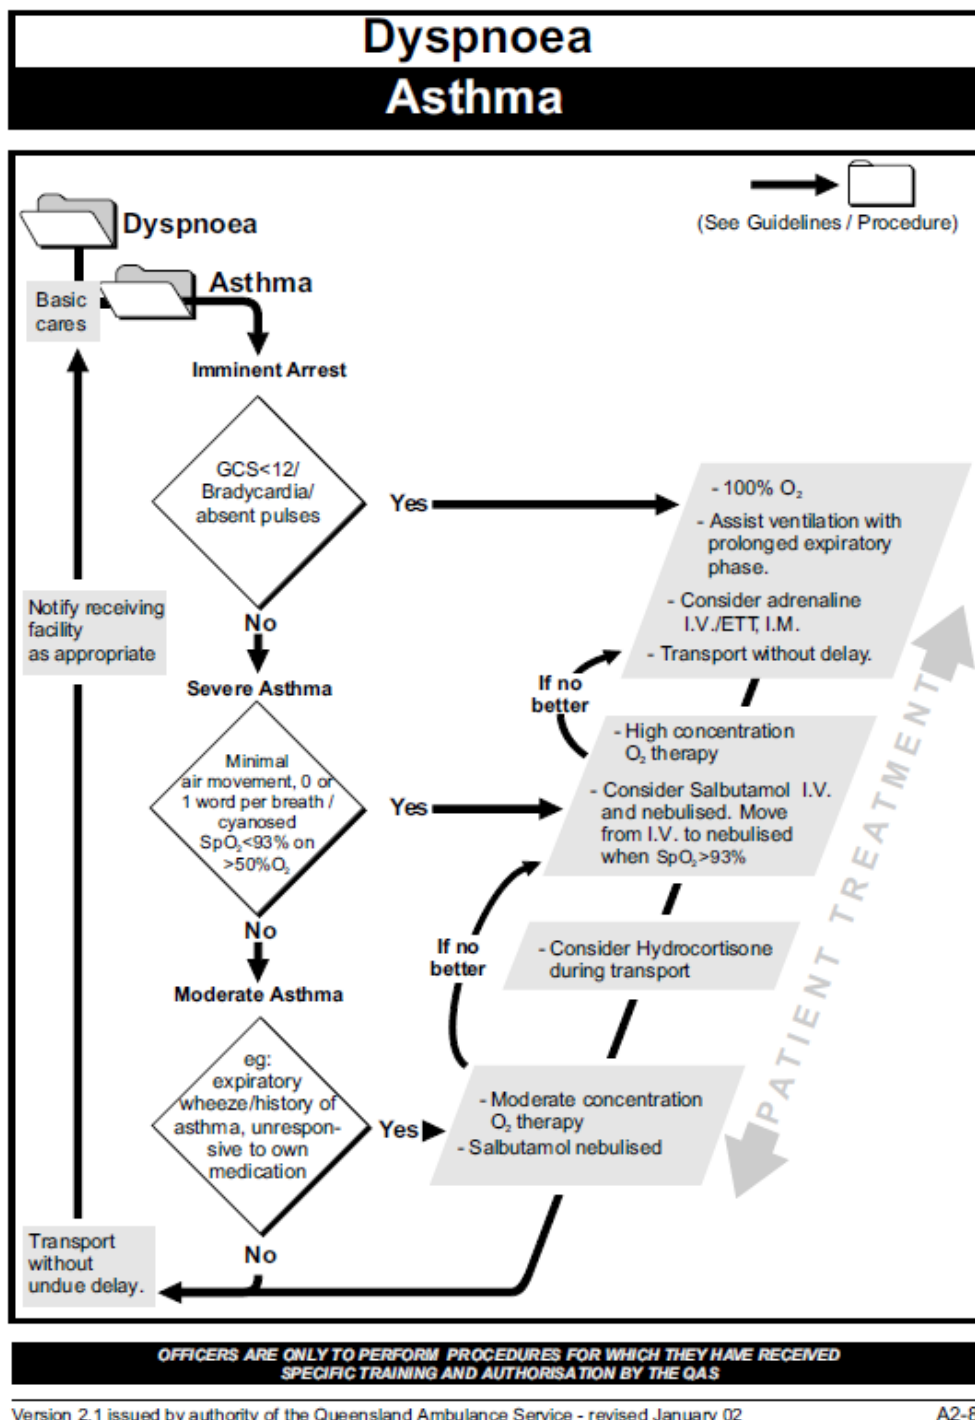 Dyspnoea
Asthma
(See Guidelines / Procedure)
Dyspnoea
Asthma
Basic
cares
Imminent Arrest
GCS<12/
Bradycardia/
absent pulses
Yes
- 100% O₂
- Assist ventilation with
prolonged expiratory
phase.
- Consider adrenaline
I.V./ETT, I.M.
- Transport without delay.
No
Notify receiving
facility
as appropriate
If no
better
Severe Asthma
Minimal
air movement, 0 or
1 word per breath /
cyanosed
SpO₂<93% on
>50%O₂
Yes
- High concentration
O₂ therapy
- Consider Salbutamol I.V.
and nebulised. Move
from I.V. to nebulised
when SpO₂>93%
PATIENT TREATMENT
No
If no
better
- Consider Hydrocortisone
during transport
Moderate Asthma
eg:
expiratory
wheeze/history of
asthma, unrespon-
sive to own
medication
Yes
- Moderate concentration
O₂ therapy
- Salbutamol nebulised
No
Transport
without
undue delay.
OFFICERS ARE ONLY TO PERFORM PROCEDURES FOR WHICH THEY HAVE RECEIVED
SPECIFIC TRAINING AND AUTHORISATION BY THE QAS
Version 2.1 issued by authority of the Queensland Ambulance Service - revised January 02
A2-8